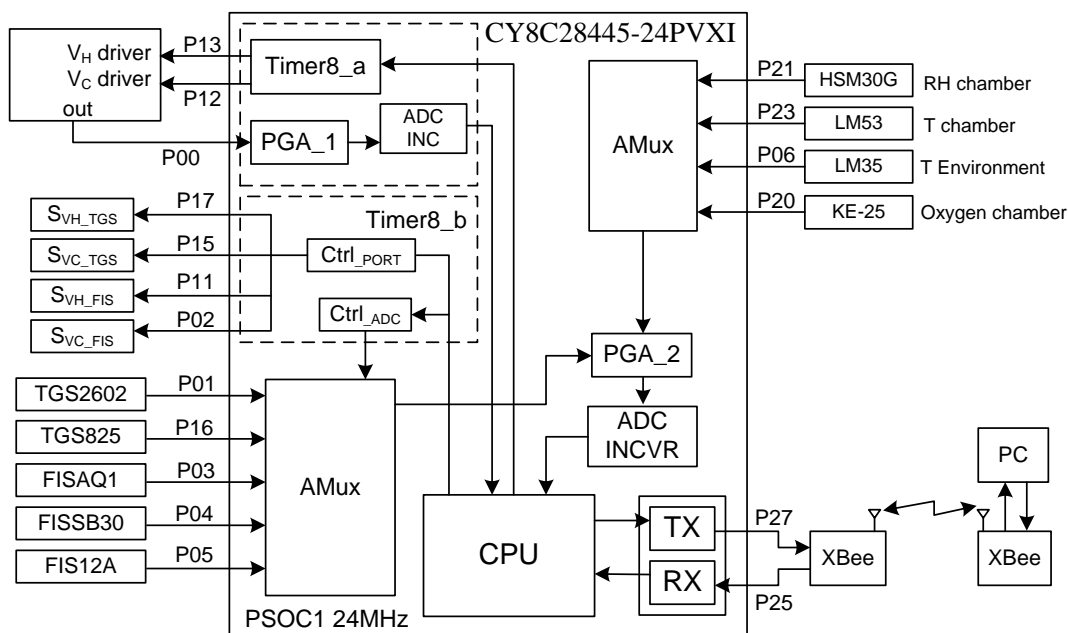 CY8C28445-24PVXI
V_H driver
V_C driver
out
P13
P12
P00
Timer8_a
PGA_1
ADC
INC
AMux
P21
HSM30G
RH chamber
P23
LM53
T chamber
P06
LM35
T Environment
P20
KE-25
Oxygen chamber
S_VH_TGS
P17
S_VC_TGS
P15
S_VH_FIS
P11
S_VC_FIS
P02
Timer8_b
Ctrl_PORT
Ctrl_ADC
PGA_2
ADC
INCVR
TGS2602
P01
TGS825
P16
FISAQ1
P03
FISSB30
P04
FIS12A
P05
AMux
CPU
TX
RX
P27
P25
XBee
PC
XBee
PSOC1 24MHz